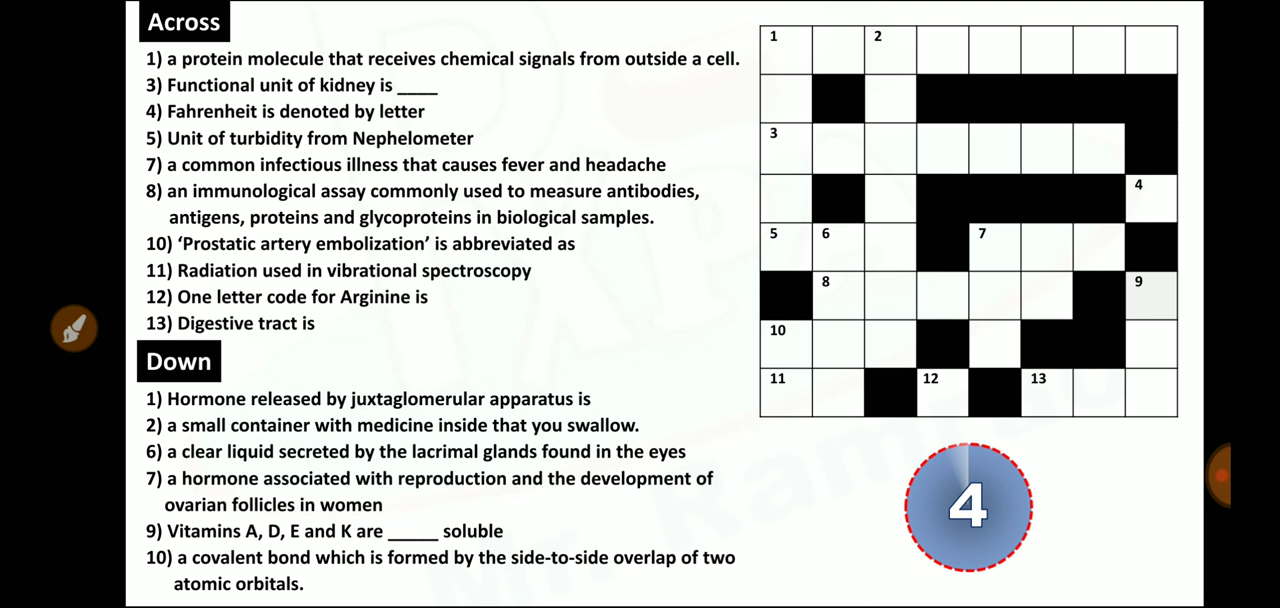 Across
1) a protein molecule that receives chemical signals from outside a cell.
3) Functional unit of kidney is ____
4) Fahrenheit is denoted by letter
5) Unit of turbidity from Nephelometer
7) a common infectious illness that causes fever and headache
8) an immunological assay commonly used to measure antibodies,
antigens, proteins and glycoproteins in biological samples.
10) ‘Prostatic artery embolization’ is abbreviated as
11) Radiation used in vibrational spectroscopy
12) One letter code for Arginine is
13) Digestive tract is
Down
1) Hormone released by juxtaglomerular apparatus is
2) a small container with medicine inside that you swallow.
6) a clear liquid secreted by the lacrimal glands found in the eyes
7) a hormone associated with reproduction and the development of
ovarian follicles in women
9) Vitamins A, D, E and K are _____ soluble
10) a covalent bond which is formed by the side-to-side overlap of two
atomic orbitals.
1 2
3
4
5 6 7
8 9
10
11 12 13
4